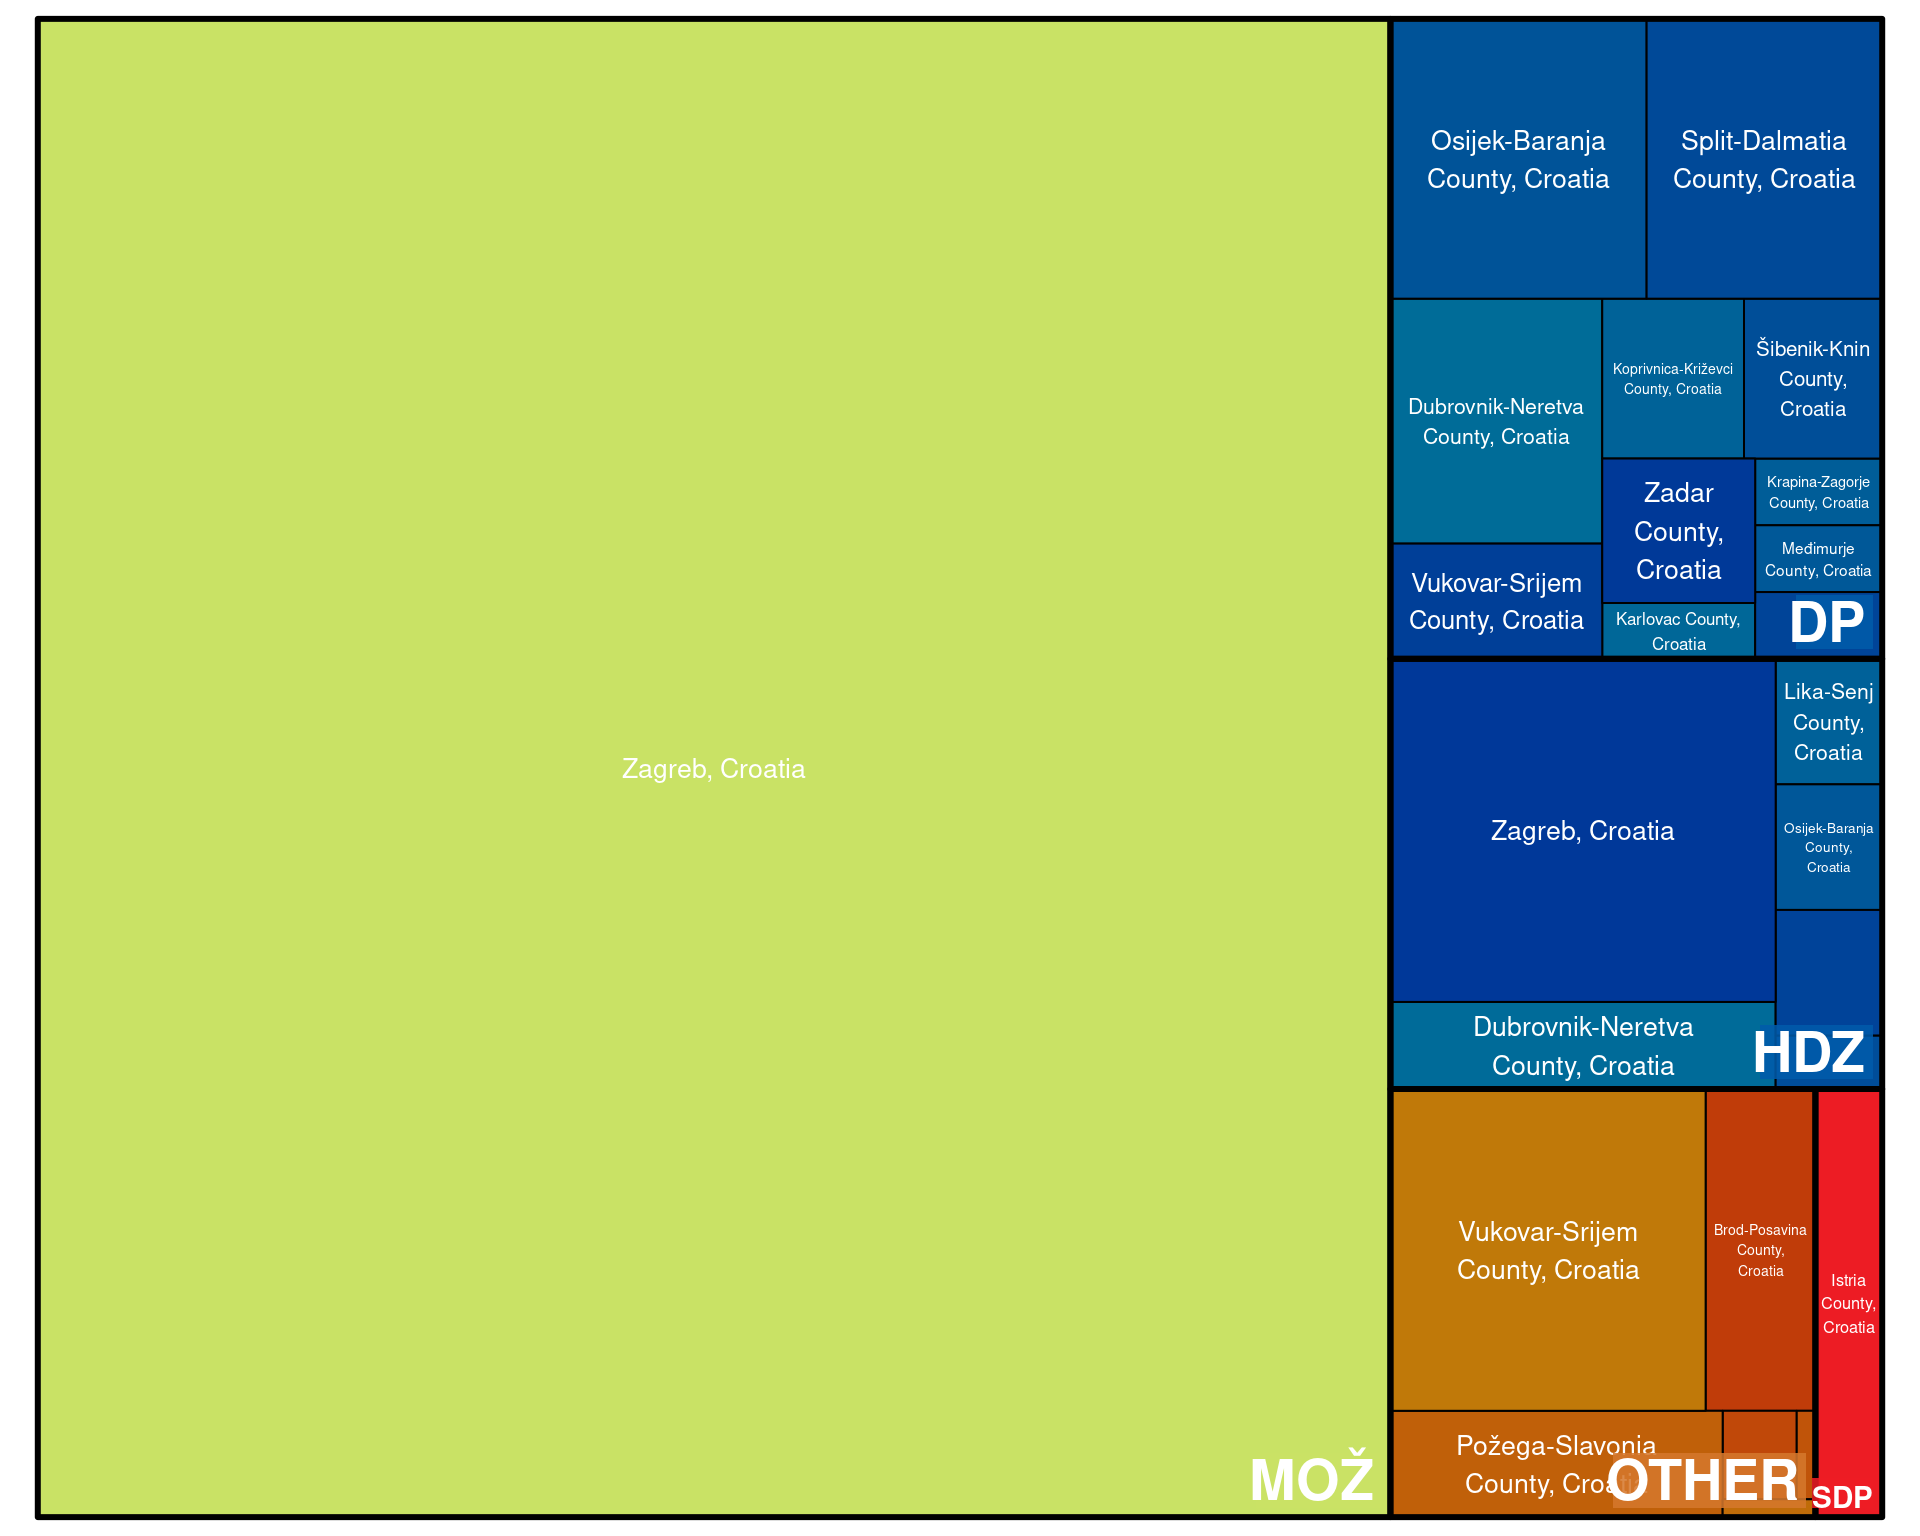 Zagreb, Croatia
MOŽ
Osijek-Baranja
County, Croatia
Split-Dalmatia
County, Croatia
Dubrovnik-Neretva
County, Croatia
Koprivnica-Križevci
County, Croatia
Šibenik-Knin
County,
Croatia
Zadar
County,
Croatia
Krapina-Zagorje
County, Croatia
Međimurje
County, Croatia
Vukovar-Srijem
County, Croatia
Karlovac County,
Croatia
DP
Zagreb, Croatia
Lika-Senj
County,
Croatia
Osijek-Baranja
County,
Croatia
Dubrovnik-Neretva
County, Croatia
HDZ
Vukovar-Srijem
County, Croatia
Brod-Posavina
County,
Croatia
Požega-Slavonia
County, Croatia
OTHER
Istria
County,
Croatia
SDP